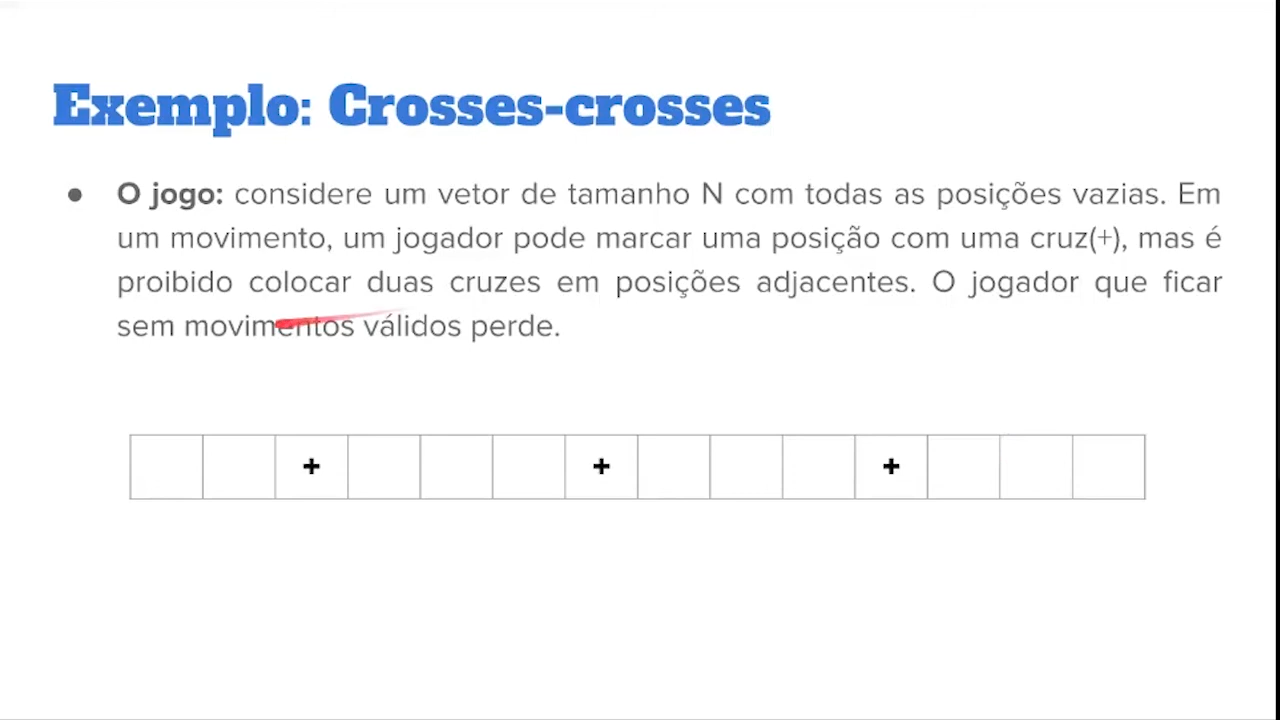 Exemplo: Crosses-crosses
● O jogo: considere um vetor de tamanho N com todas as posições vazias. Em
um movimento, um jogador pode marcar uma posição com uma cruz(+), mas é
proibido colocar duas cruzes em posições adjacentes. O jogador que ficar
sem movimentos válidos perde.
+ + +